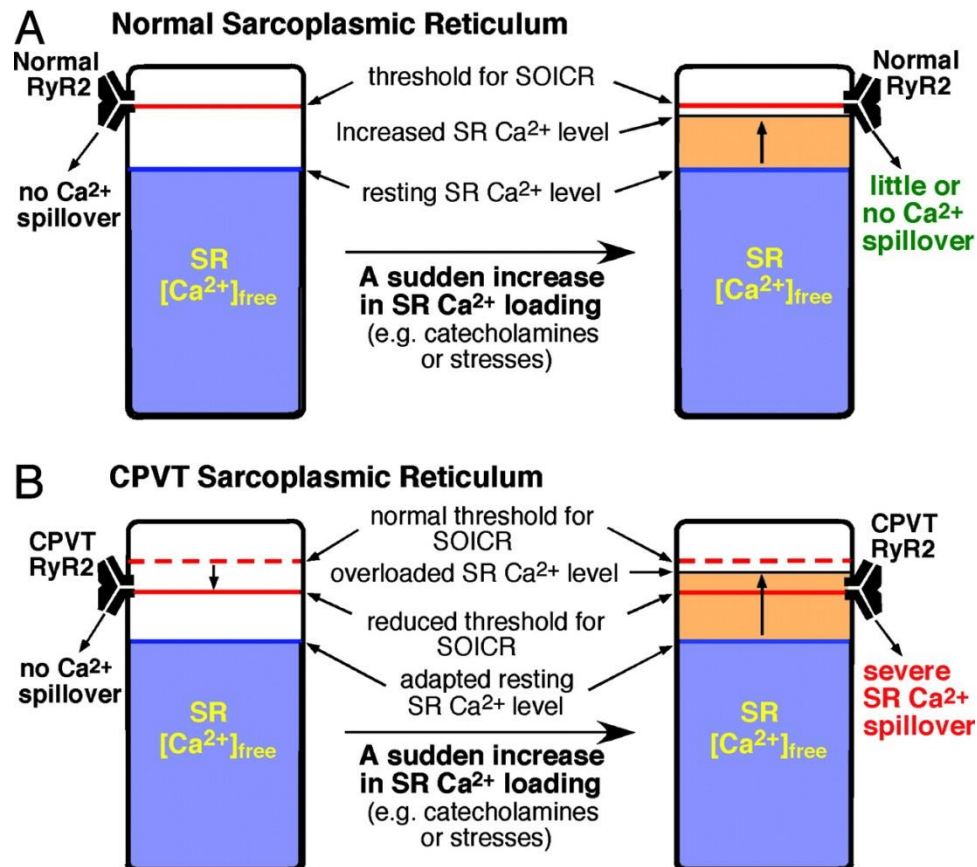 A Normal Sarcoplasmic Reticulum
Normal
RyR2
no Ca²⁺
spillover
SR
[Ca²⁺]free
threshold for SOICR
Increased SR Ca²⁺ level
resting SR Ca²⁺ level
A sudden increase
in SR Ca²⁺ loading
(e.g. catecholamines
or stresses)
Normal
RyR2
little or
no Ca²⁺
spillover
SR
[Ca²⁺]free
B CPVT Sarcoplasmic Reticulum
CPVT
RyR2
no Ca²⁺
spillover
SR
[Ca²⁺]free
normal threshold for
SOICR
overloaded SR Ca²⁺ level
reduced threshold for
SOICR
adapted resting
SR Ca²⁺ level
A sudden increase
in SR Ca²⁺ loading
(e.g. catecholamines
or stresses)
CPVT
RyR2
severe
SR Ca²⁺
spillover
SR
[Ca²⁺]free